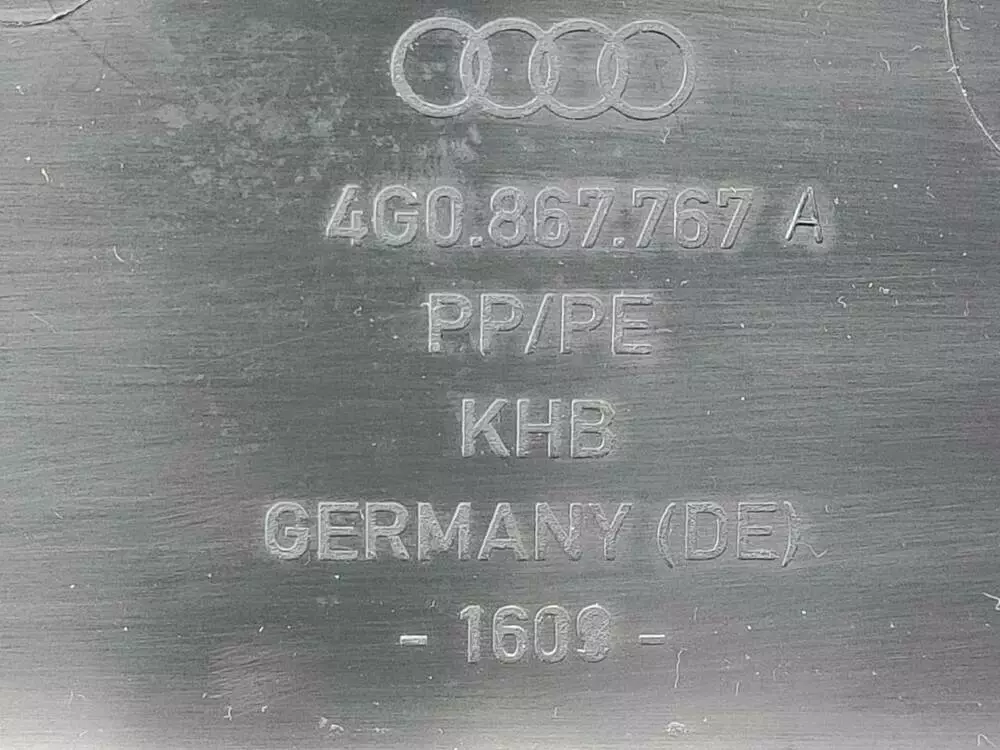 4G0.867.767 A
PP/PE
KHB
GERMANY (DE)
- 1609 -